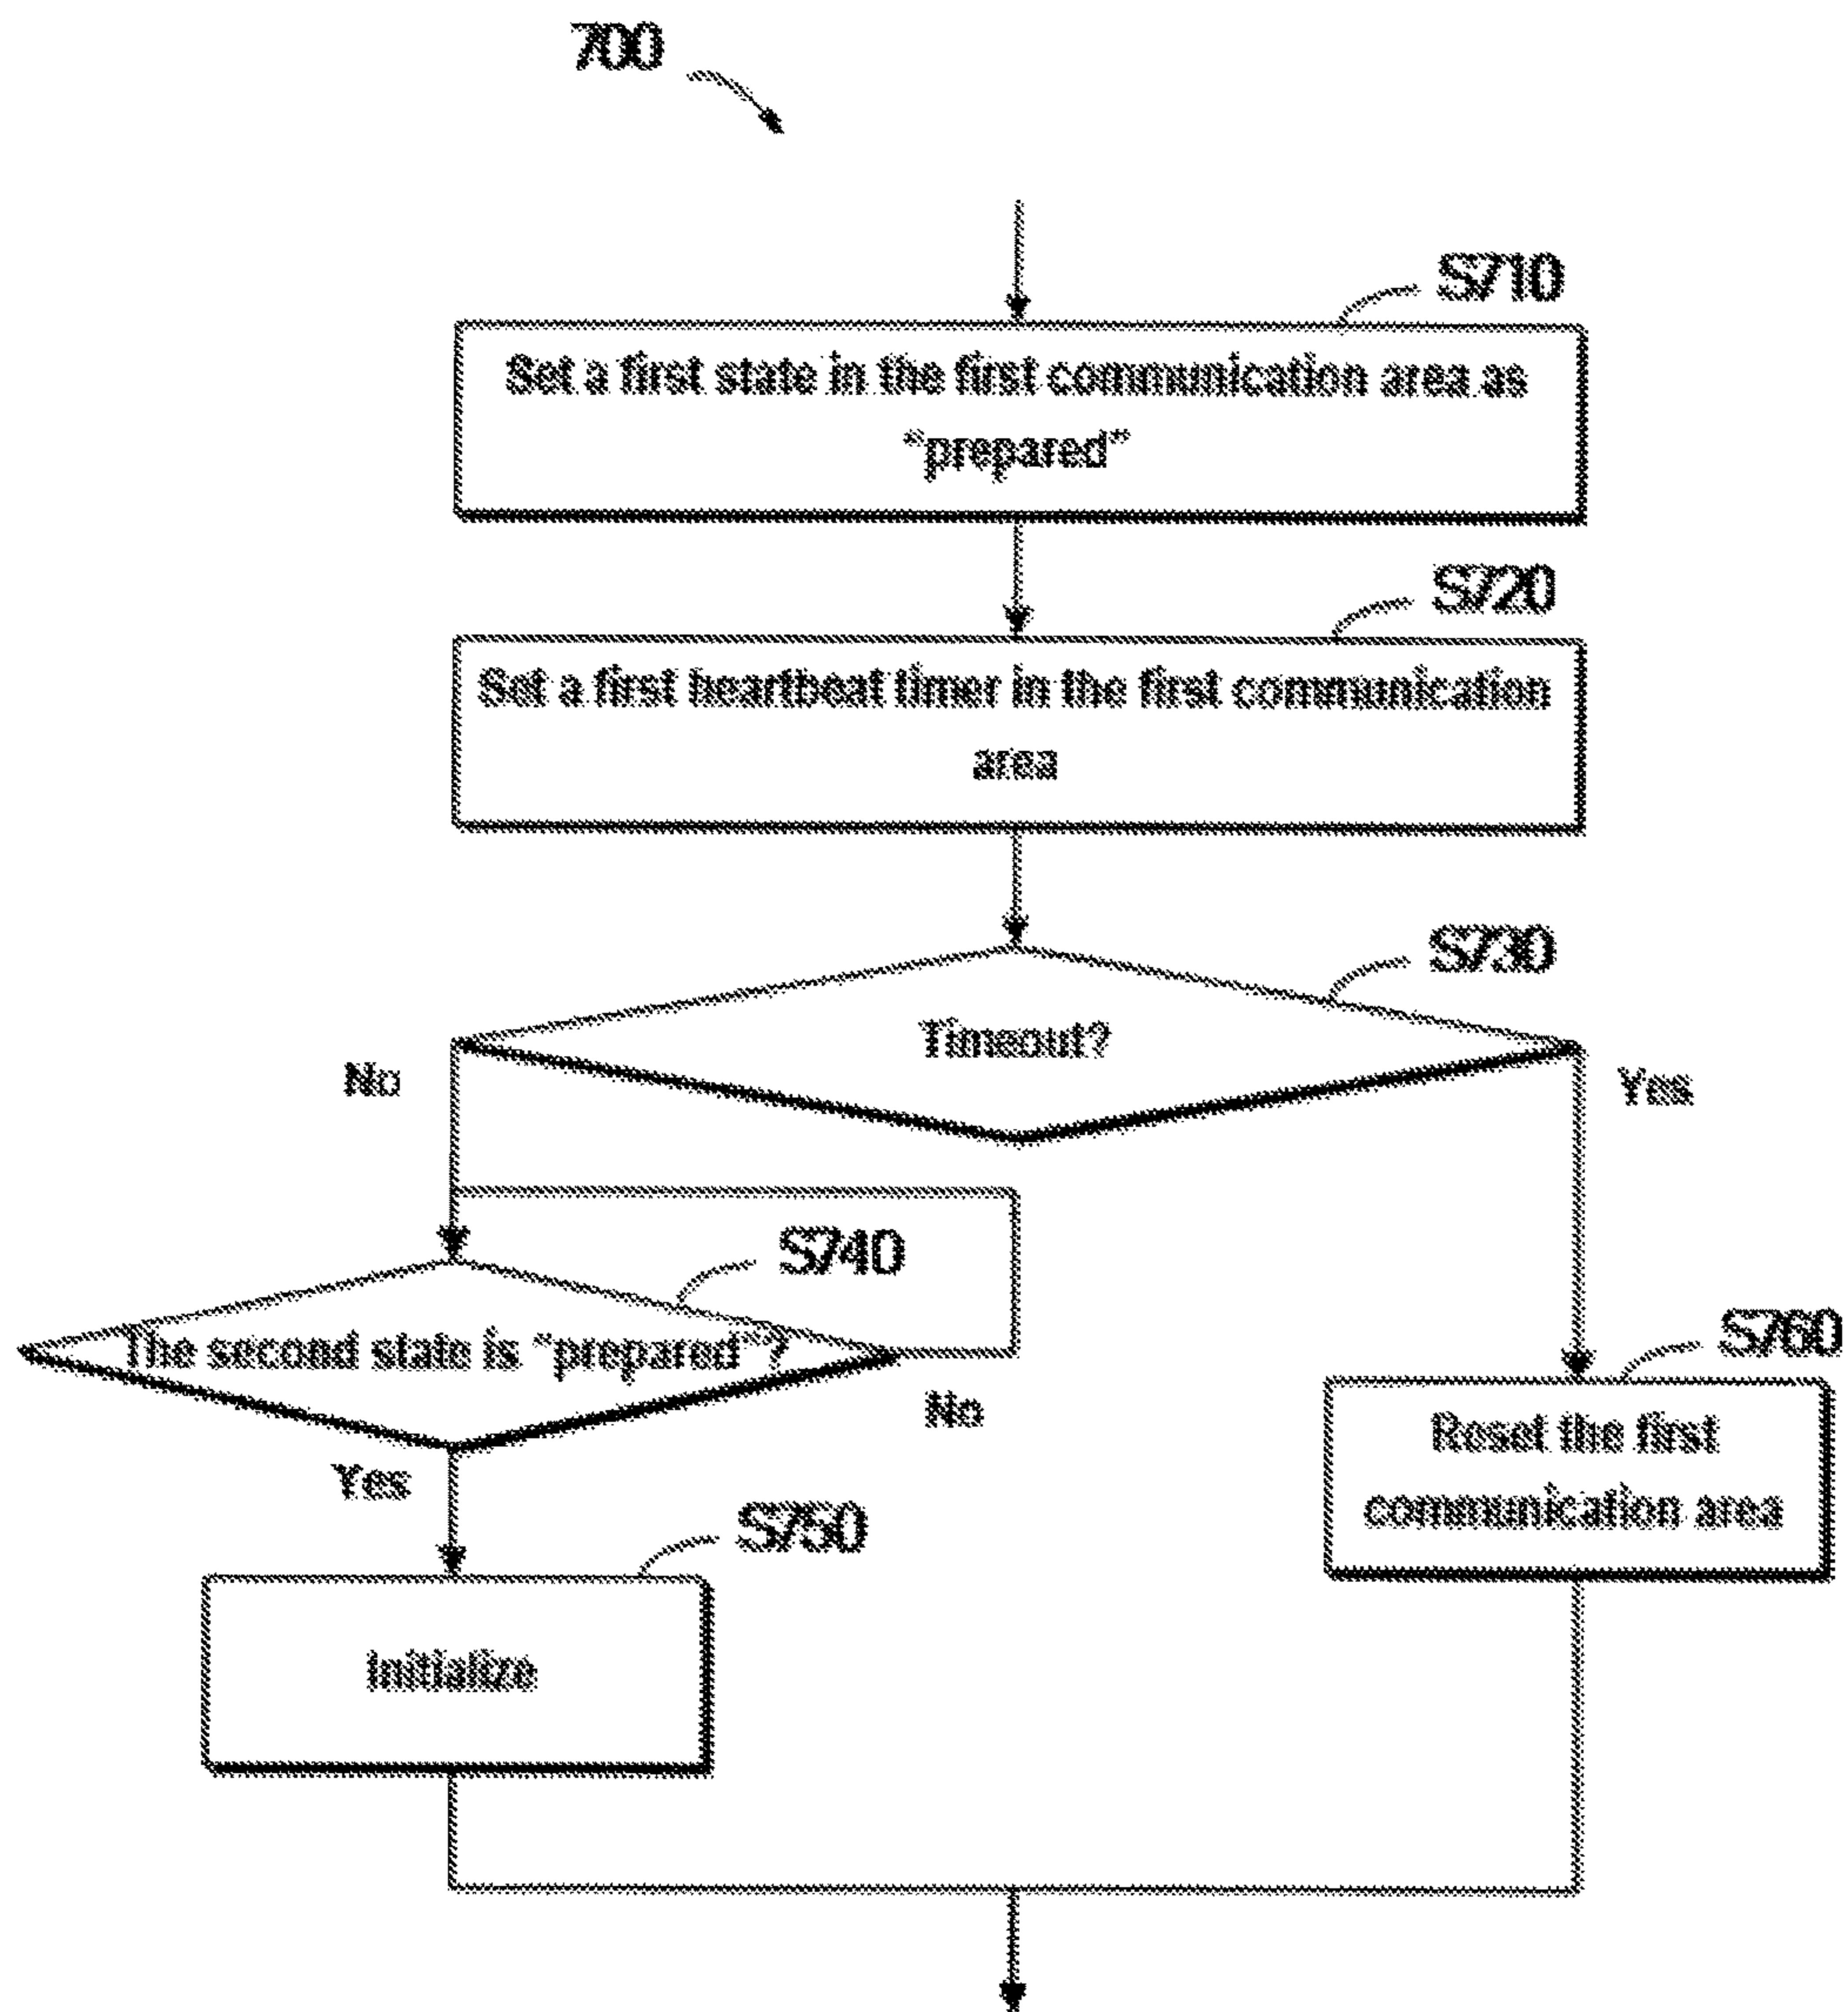 700
S710
Set a first state in the first communication area as
“prepared”
S720
Set a first heartbeat timer in the first communication
area
S730
Timeout?
No
Yes
S740
The second state is “prepared”?
No
Yes
S760
Reset the first
communication area
S750
Initialize